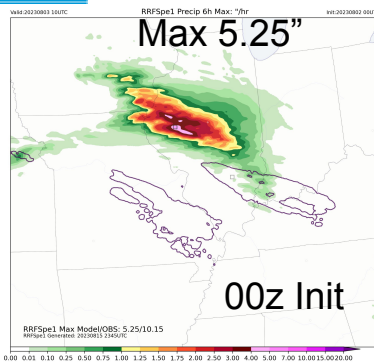 Valid:20230803 10UTC RRFSpe1 Precip 6h Max: "/hr Init:20230802 00U
Max 5.25”
00z Init
RRFSpe1 Max Model/OBS: 5.25/10.15
RRFSpe1 Generated: 20230815 2345UTC
0.00 0.01 0.10 0.25 0.50 0.75 1.00 1.25 1.50 1.75 2.00 2.50 3.00 4.00 5.00 7.00 10.00 15.00 20.00